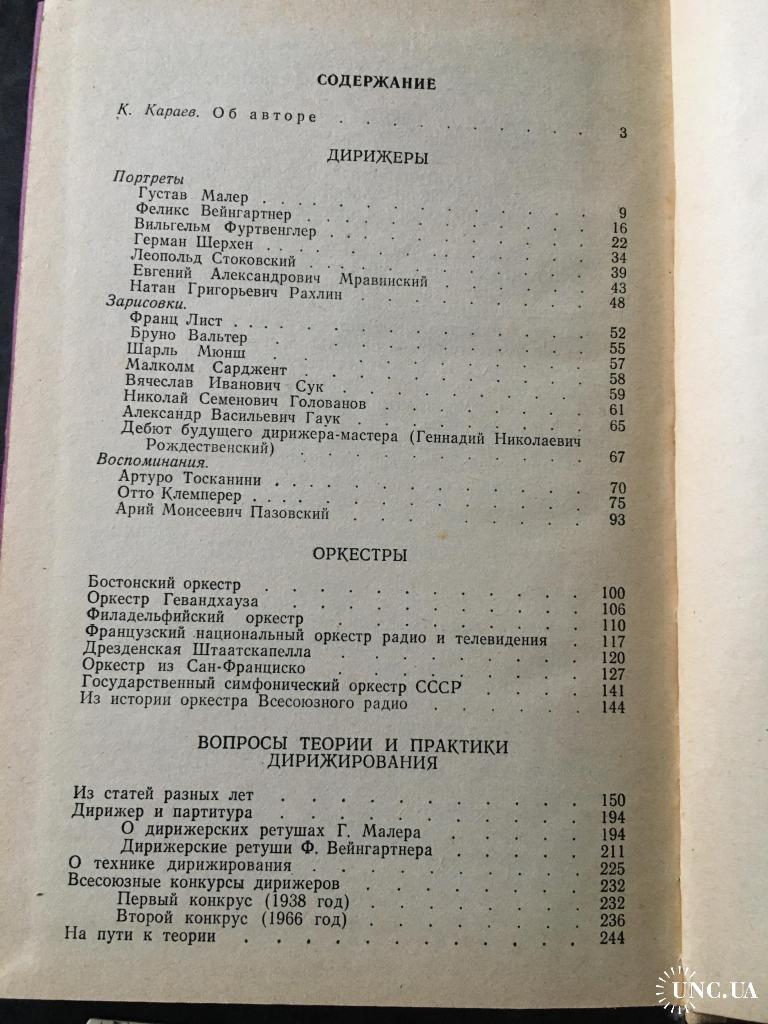 СОДЕРЖАНИЕ
К. Караев. Об авторе . . . . . . . . 3
ДИРИЖЕРЫ
Портреты
Густав Малер . . . . . . . . . 9
Феликс Вейнгартнер . . . . . . . . 16
Вильгельм Фуртвенглер . . . . . . . 22
Герман Шерхен . . . . . . . . . 34
Леопольд Стоковский . . . . . . . . 39
Евгений Александрович Мравинский . . . . 43
Натан Григорьевич Рахлин . . . . . . 48
Зарисовки.
Франц Лист . . . . . . . . . . 52
Бруно Вальтер . . . . . . . . . 55
Шарль Мюнш . . . . . . . . . 57
Малколм Сарджент . . . . . . . . 58
Вячеслав Иванович Сук . . . . . . . 59
Николай Семенович Голованов . . . . . . 61
Александр Васильевич Гаук . . . . . . 65
Дебют будущего дирижера-мастера (Геннадий Николаевич
Рождественский) . . . . . . . . 67
Воспоминания.
Артуро Тосканини . . . . . . . . . 70
Отто Клемперер . . . . . . . . . 75
Арий Моисеевич Пазовский . . . . . . 93
ОРКЕСТРЫ
Бостонский оркестр . . . . . . . . . 100
Оркестр Гевандхауза . . . . . . . . 106
Филадельфийский оркестр . . . . . . . 110
Французский национальный оркестр радио и телевидения . 117
Дрезденская Штаатскапелла . . . . . . . 120
Оркестр из Сан-Франциско . . . . . . . 127
Государственный симфонический оркестр СССР . . . . 141
Из истории оркестра Всесоюзного радио . . . . . 144
ВОПРОСЫ ТЕОРИИ И ПРАКТИКИ
ДИРИЖИРОВАНИЯ
Из статей разных лет . . . . . . . . 150
Дирижер и партитура . . . . . . . . 194
О дирижерских ретушах Г. Малера . . . . 194
Дирижерские ретуши Ф. Вейнгартнера . . . . 211
О технике дирижирования . . . . . . . 225
Всесоюзные конкурсы дирижеров . . . . . . 232
Первый конкрус (1938 год) . . . . . . 232
Второй конкрус (1966 год) . . . . . . 236
На пути к теории . . . . . . . . . 244
UNC.UA